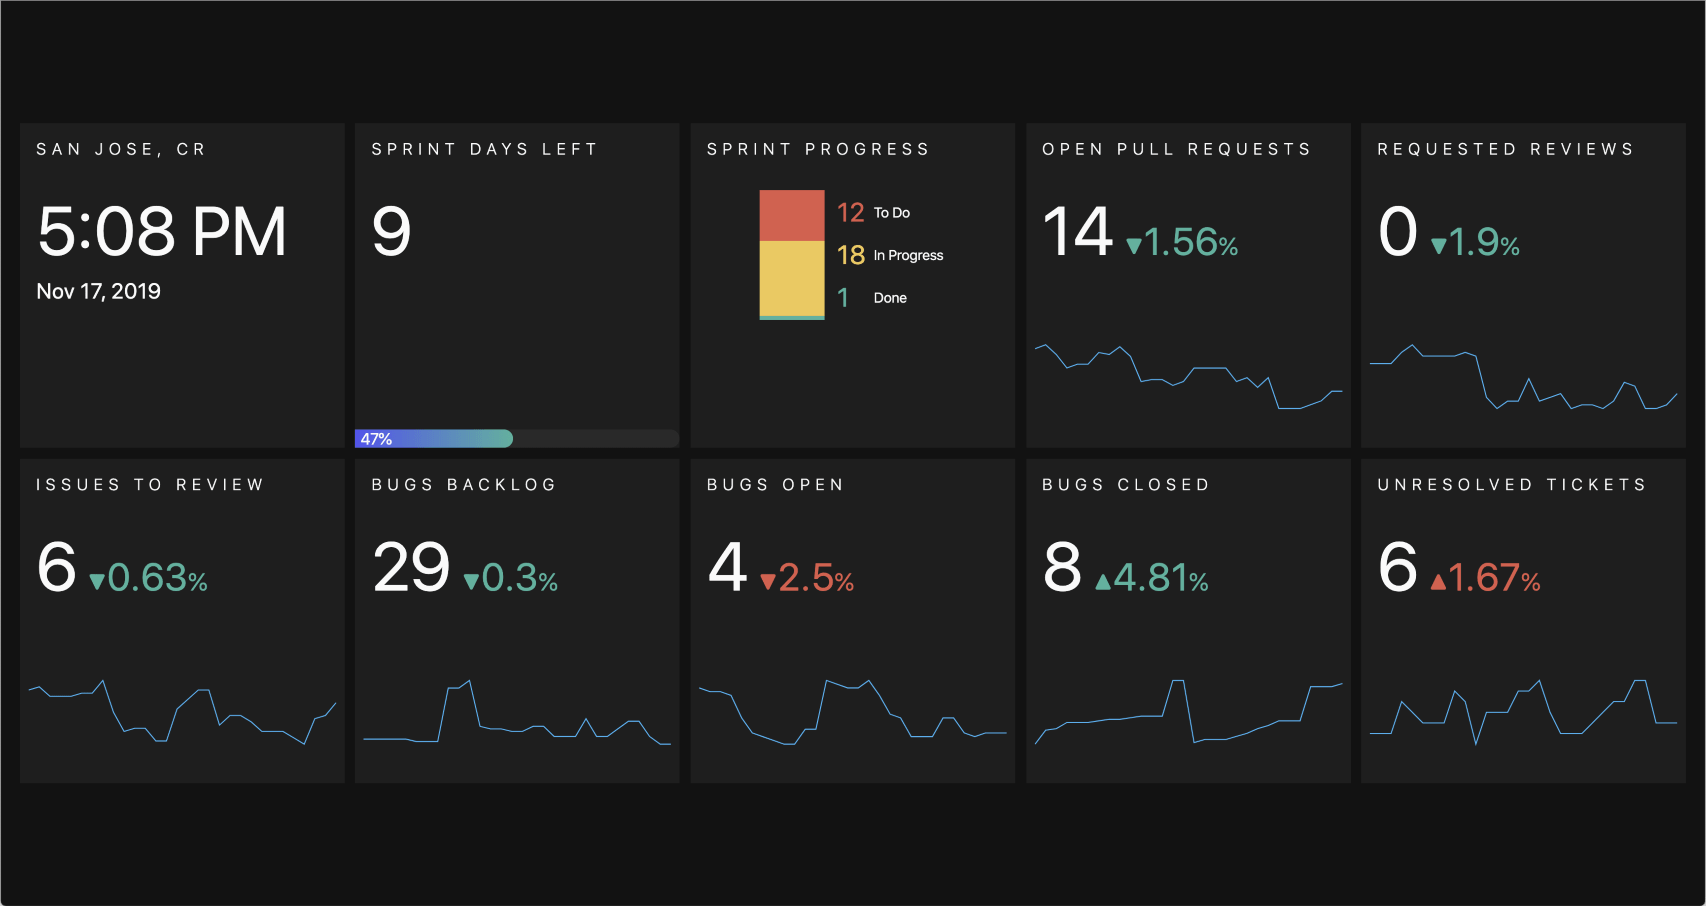 SAN JOSE, CR
5:08 PM
Nov 17, 2019
SPRINT DAYS LEFT
9
47%
SPRINT PROGRESS
12 To Do
18 In Progress
1 Done
OPEN PULL REQUESTS
14 ▼1.56%
REQUESTED REVIEWS
0 ▼1.9%
ISSUES TO REVIEW
6 ▼0.63%
BUGS BACKLOG
29 ▼0.3%
BUGS OPEN
4 ▼2.5%
BUGS CLOSED
8 ▲4.81%
UNRESOLVED TICKETS
6 ▲1.67%